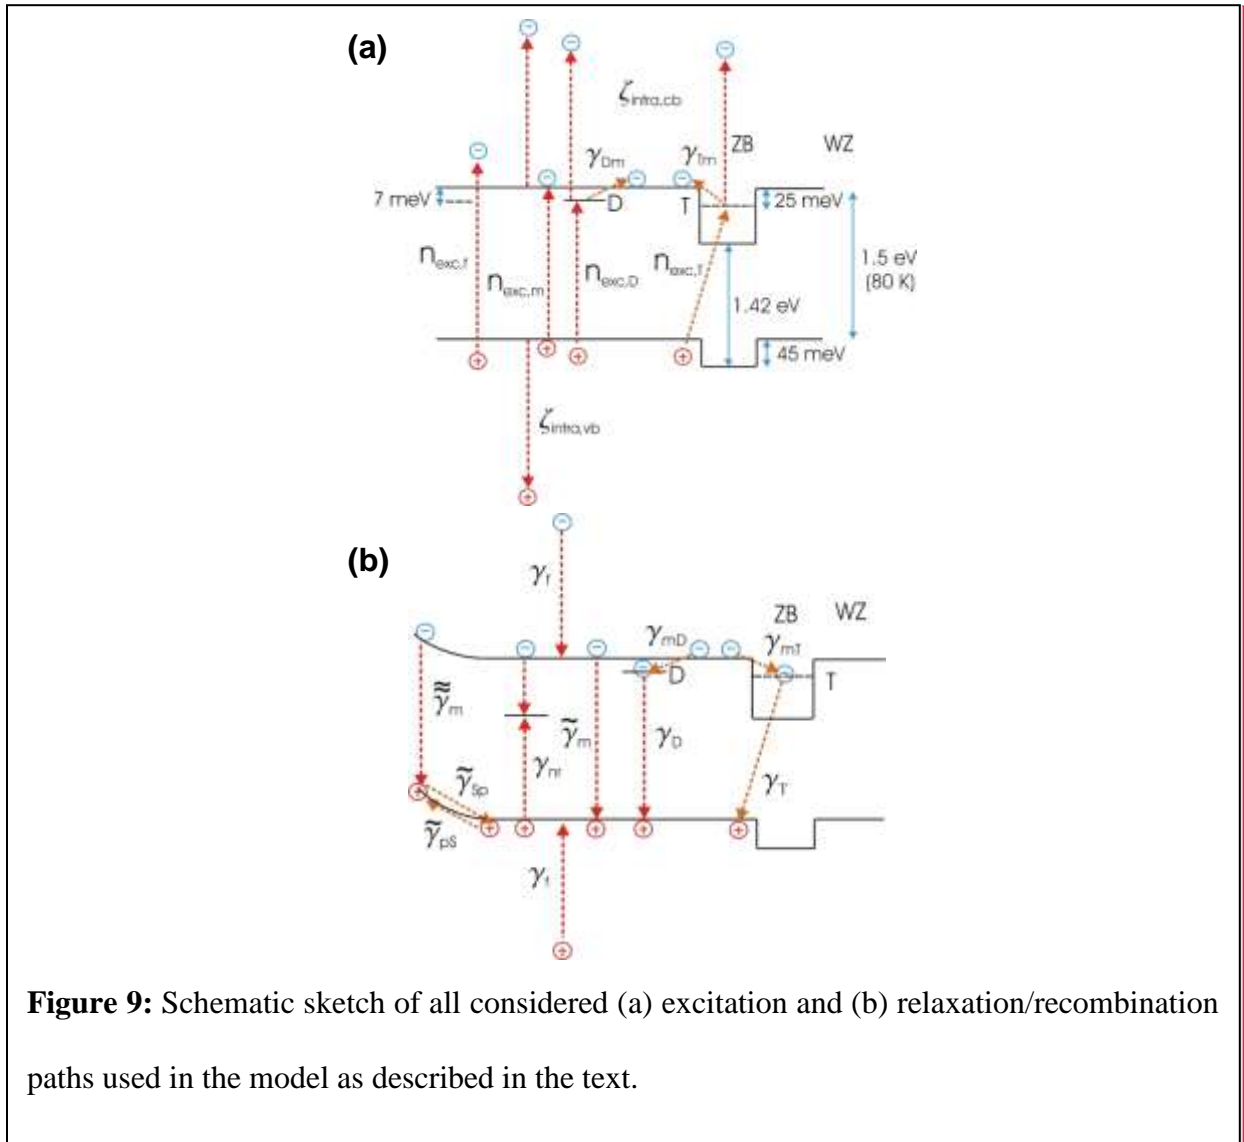 (a)
ζintra,cb
ZB
WZ
γDm
γTm
7 meV
D
T
25 meV
nexc,f
nexc,m
nexc,D
nexc,T
1.5 eV
(80 K)
1.42 eV
45 meV
ζintra,vb
(b)
γf
ZB
WZ
γmD
γmT
D
T
γ̃̃m
γ̃m
γD
γ̃Sp
γnr
γT
γ̃pS
γf
Figure 9: Schematic sketch of all considered (a) excitation and (b) relaxation/recombination
paths used in the model as described in the text.